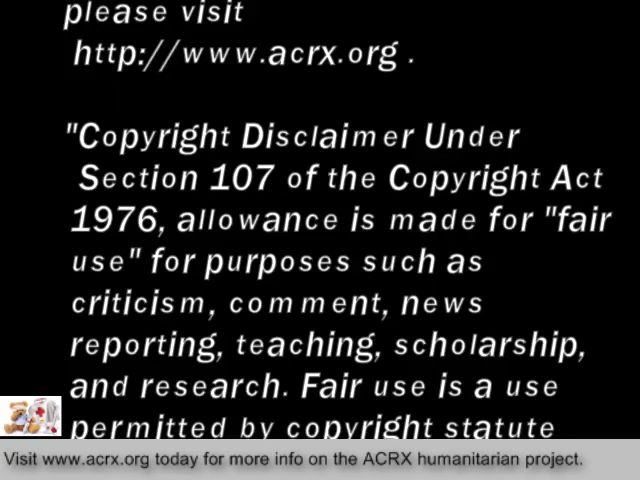 please visit
http://www.acrx.org .
"Copyright Disclaimer Under
Section 107 of the Copyright Act
1976, allowance is made for "fair
use" for purposes such as
criticism, comment, news
reporting, teaching, scholarship,
and research. Fair use is a use
permitted by copyright statute
Visit www.acrx.org today for more info on the ACRX humanitarian project.